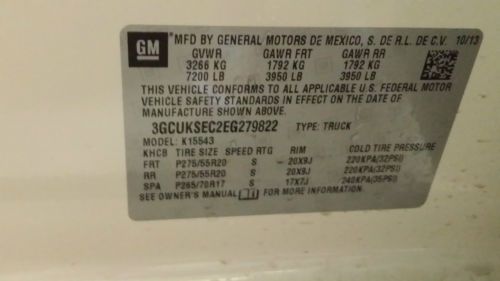 GM MFD BY GENERAL MOTORS DE MEXICO, S. DE R.L. DE C.V. 10/13
GVWR GAWR FRT GAWR RR
3266 KG 1792 KG 1792 KG
7200 LB 3950 LB 3950 LB
THIS VEHICLE CONFORMS TO ALL APPLICABLE U.S. FEDERAL MOTOR
VEHICLE SAFETY STANDARDS IN EFFECT ON THE DATE OF
MANUFACTURE SHOWN ABOVE.
3GCUKSEC2EG279822 TYPE: TRUCK
MODEL: K15543
KHCB TIRE SIZE SPEED RTG RIM COLD TIRE PRESSURE
FRT P275/55R20 S 20X9J 220KPA(32PSI)
RR P275/55R20 S 20X9J 220KPA(32PSI)
SPA P265/70R17 S 17X7J 240KPA(35PSI)
SEE OWNER'S MANUAL FOR MORE INFORMATION.